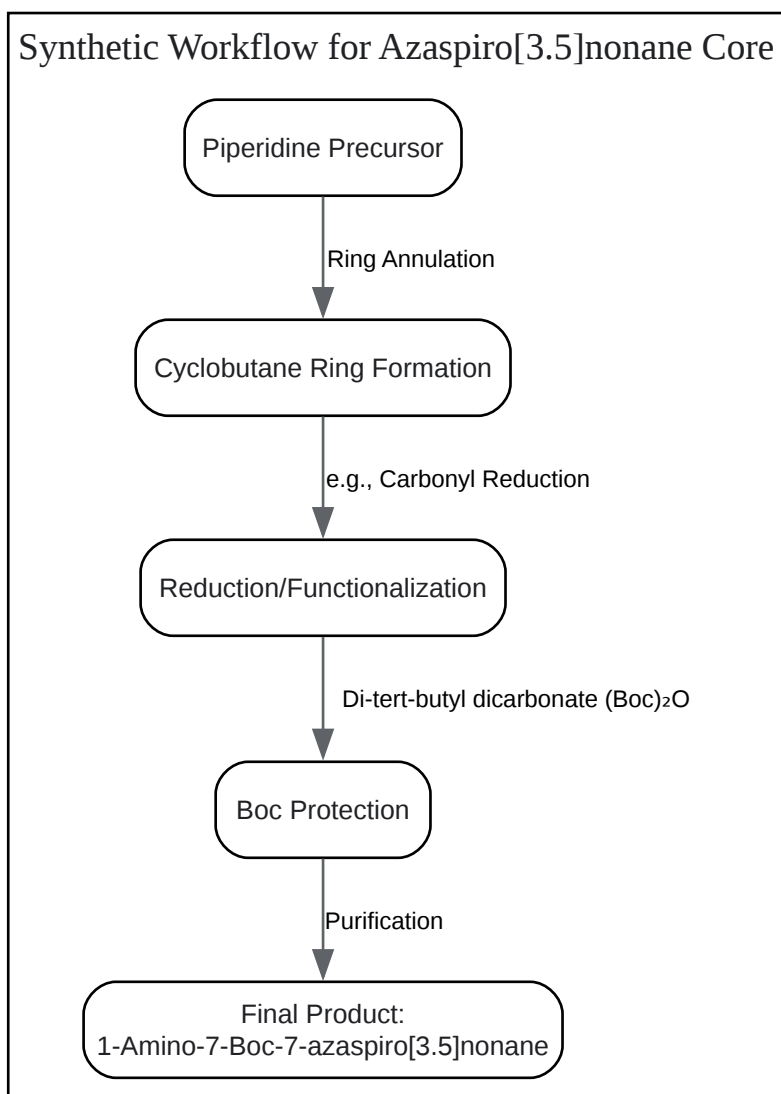 Synthetic Workflow for Azaspiro[3.5]nonane Core
Piperidine Precursor
Ring Annulation
Cyclobutane Ring Formation
e.g., Carbonyl Reduction
Reduction/Functionalization
Di-tert-butyl dicarbonate (Boc)₂O
Boc Protection
Purification
Final Product:
1-Amino-7-Boc-7-azaspiro[3.5]nonane